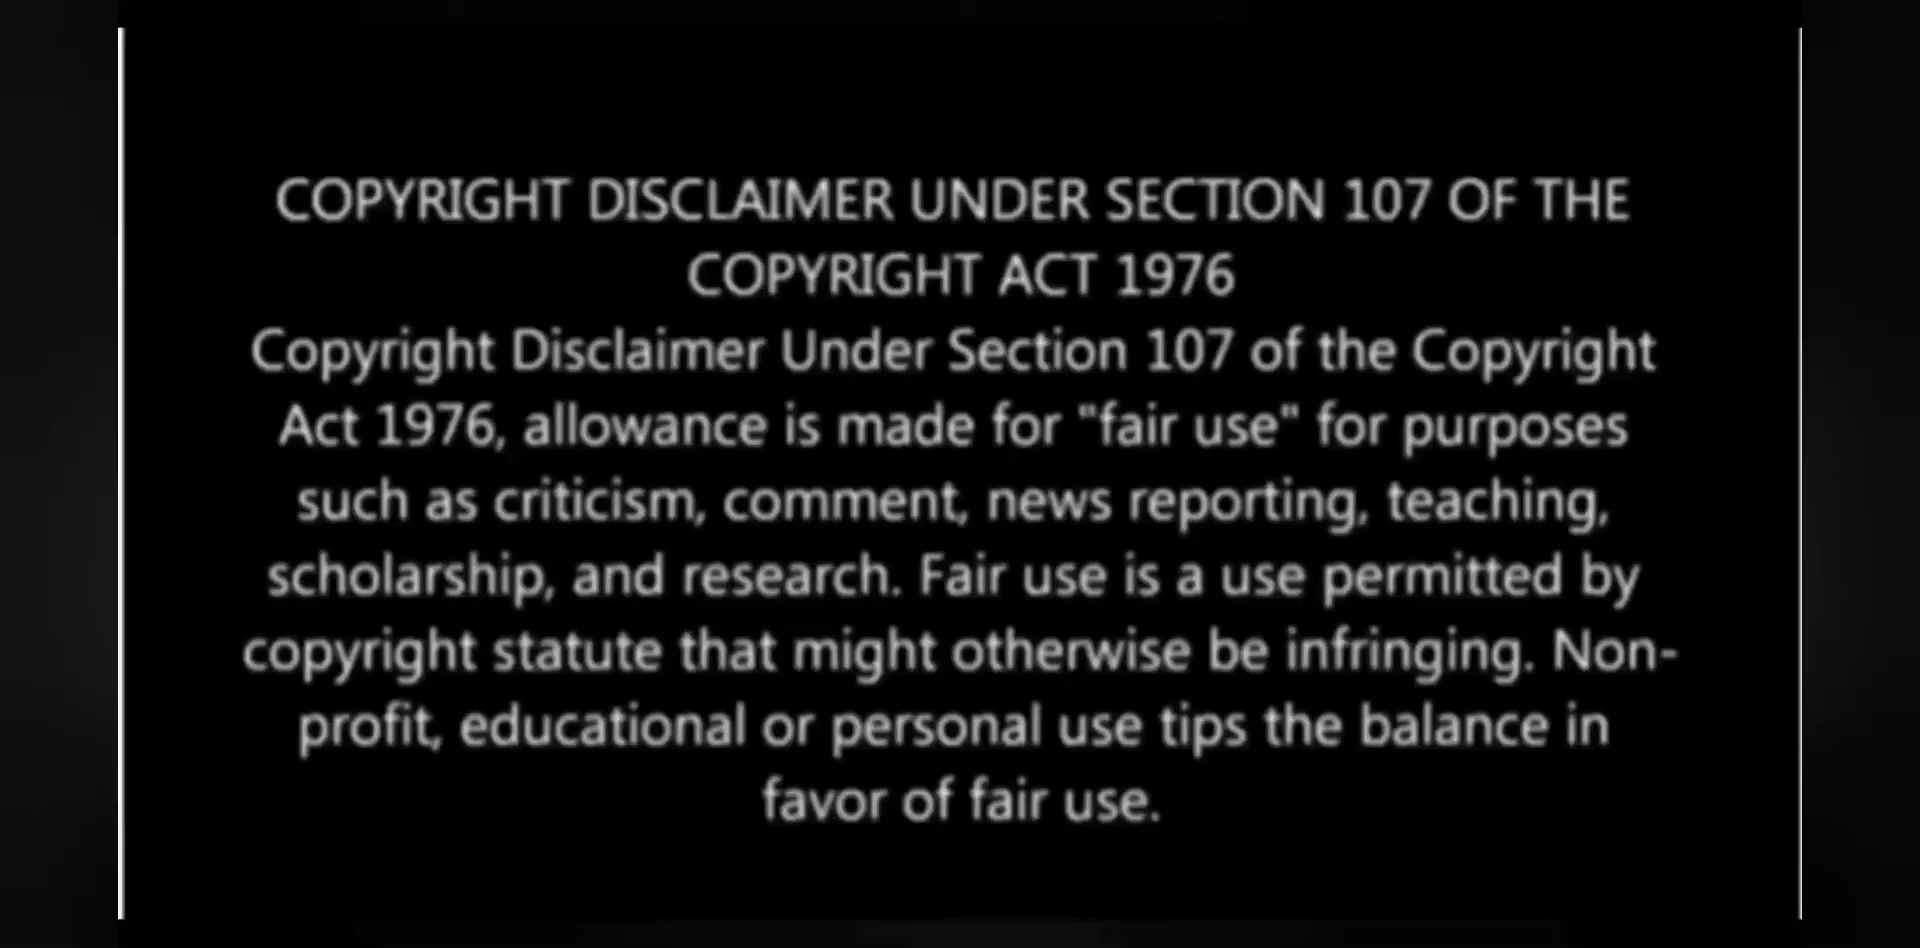 COPYRIGHT DISCLAIMER UNDER SECTION 107 OF THE
COPYRIGHT ACT 1976
Copyright Disclaimer Under Section 107 of the Copyright
Act 1976, allowance is made for "fair use" for purposes
such as criticism, comment, news reporting, teaching,
scholarship, and research. Fair use is a use permitted by
copyright statute that might otherwise be infringing. Non-
profit, educational or personal use tips the balance in
favor of fair use.